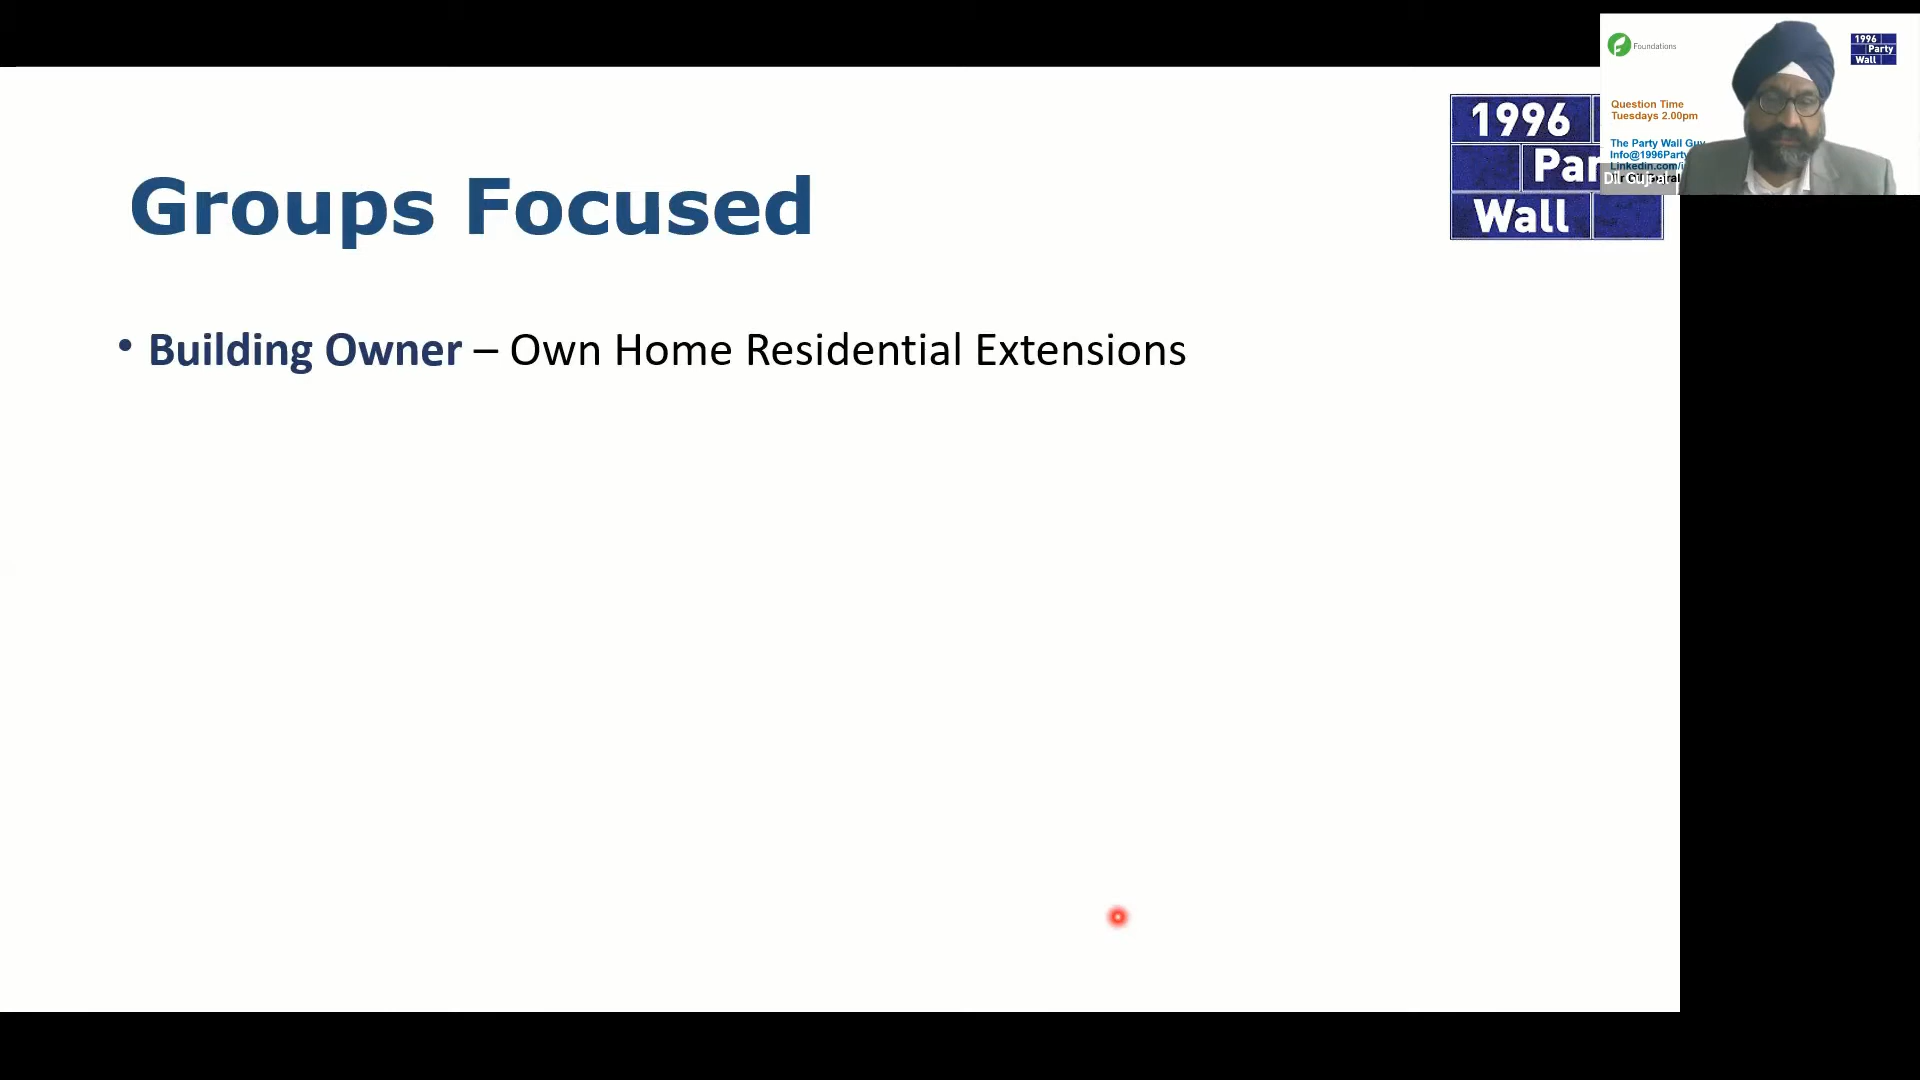 Foundations
1996
Party
Wall
Question Time
Tuesdays 2.00pm
The Party Wall Guy
Info@1996Party
Linkedin.com/i
Gujral
1996
Par
Wall
Groups Focused
• Building Owner – Own Home Residential Extensions